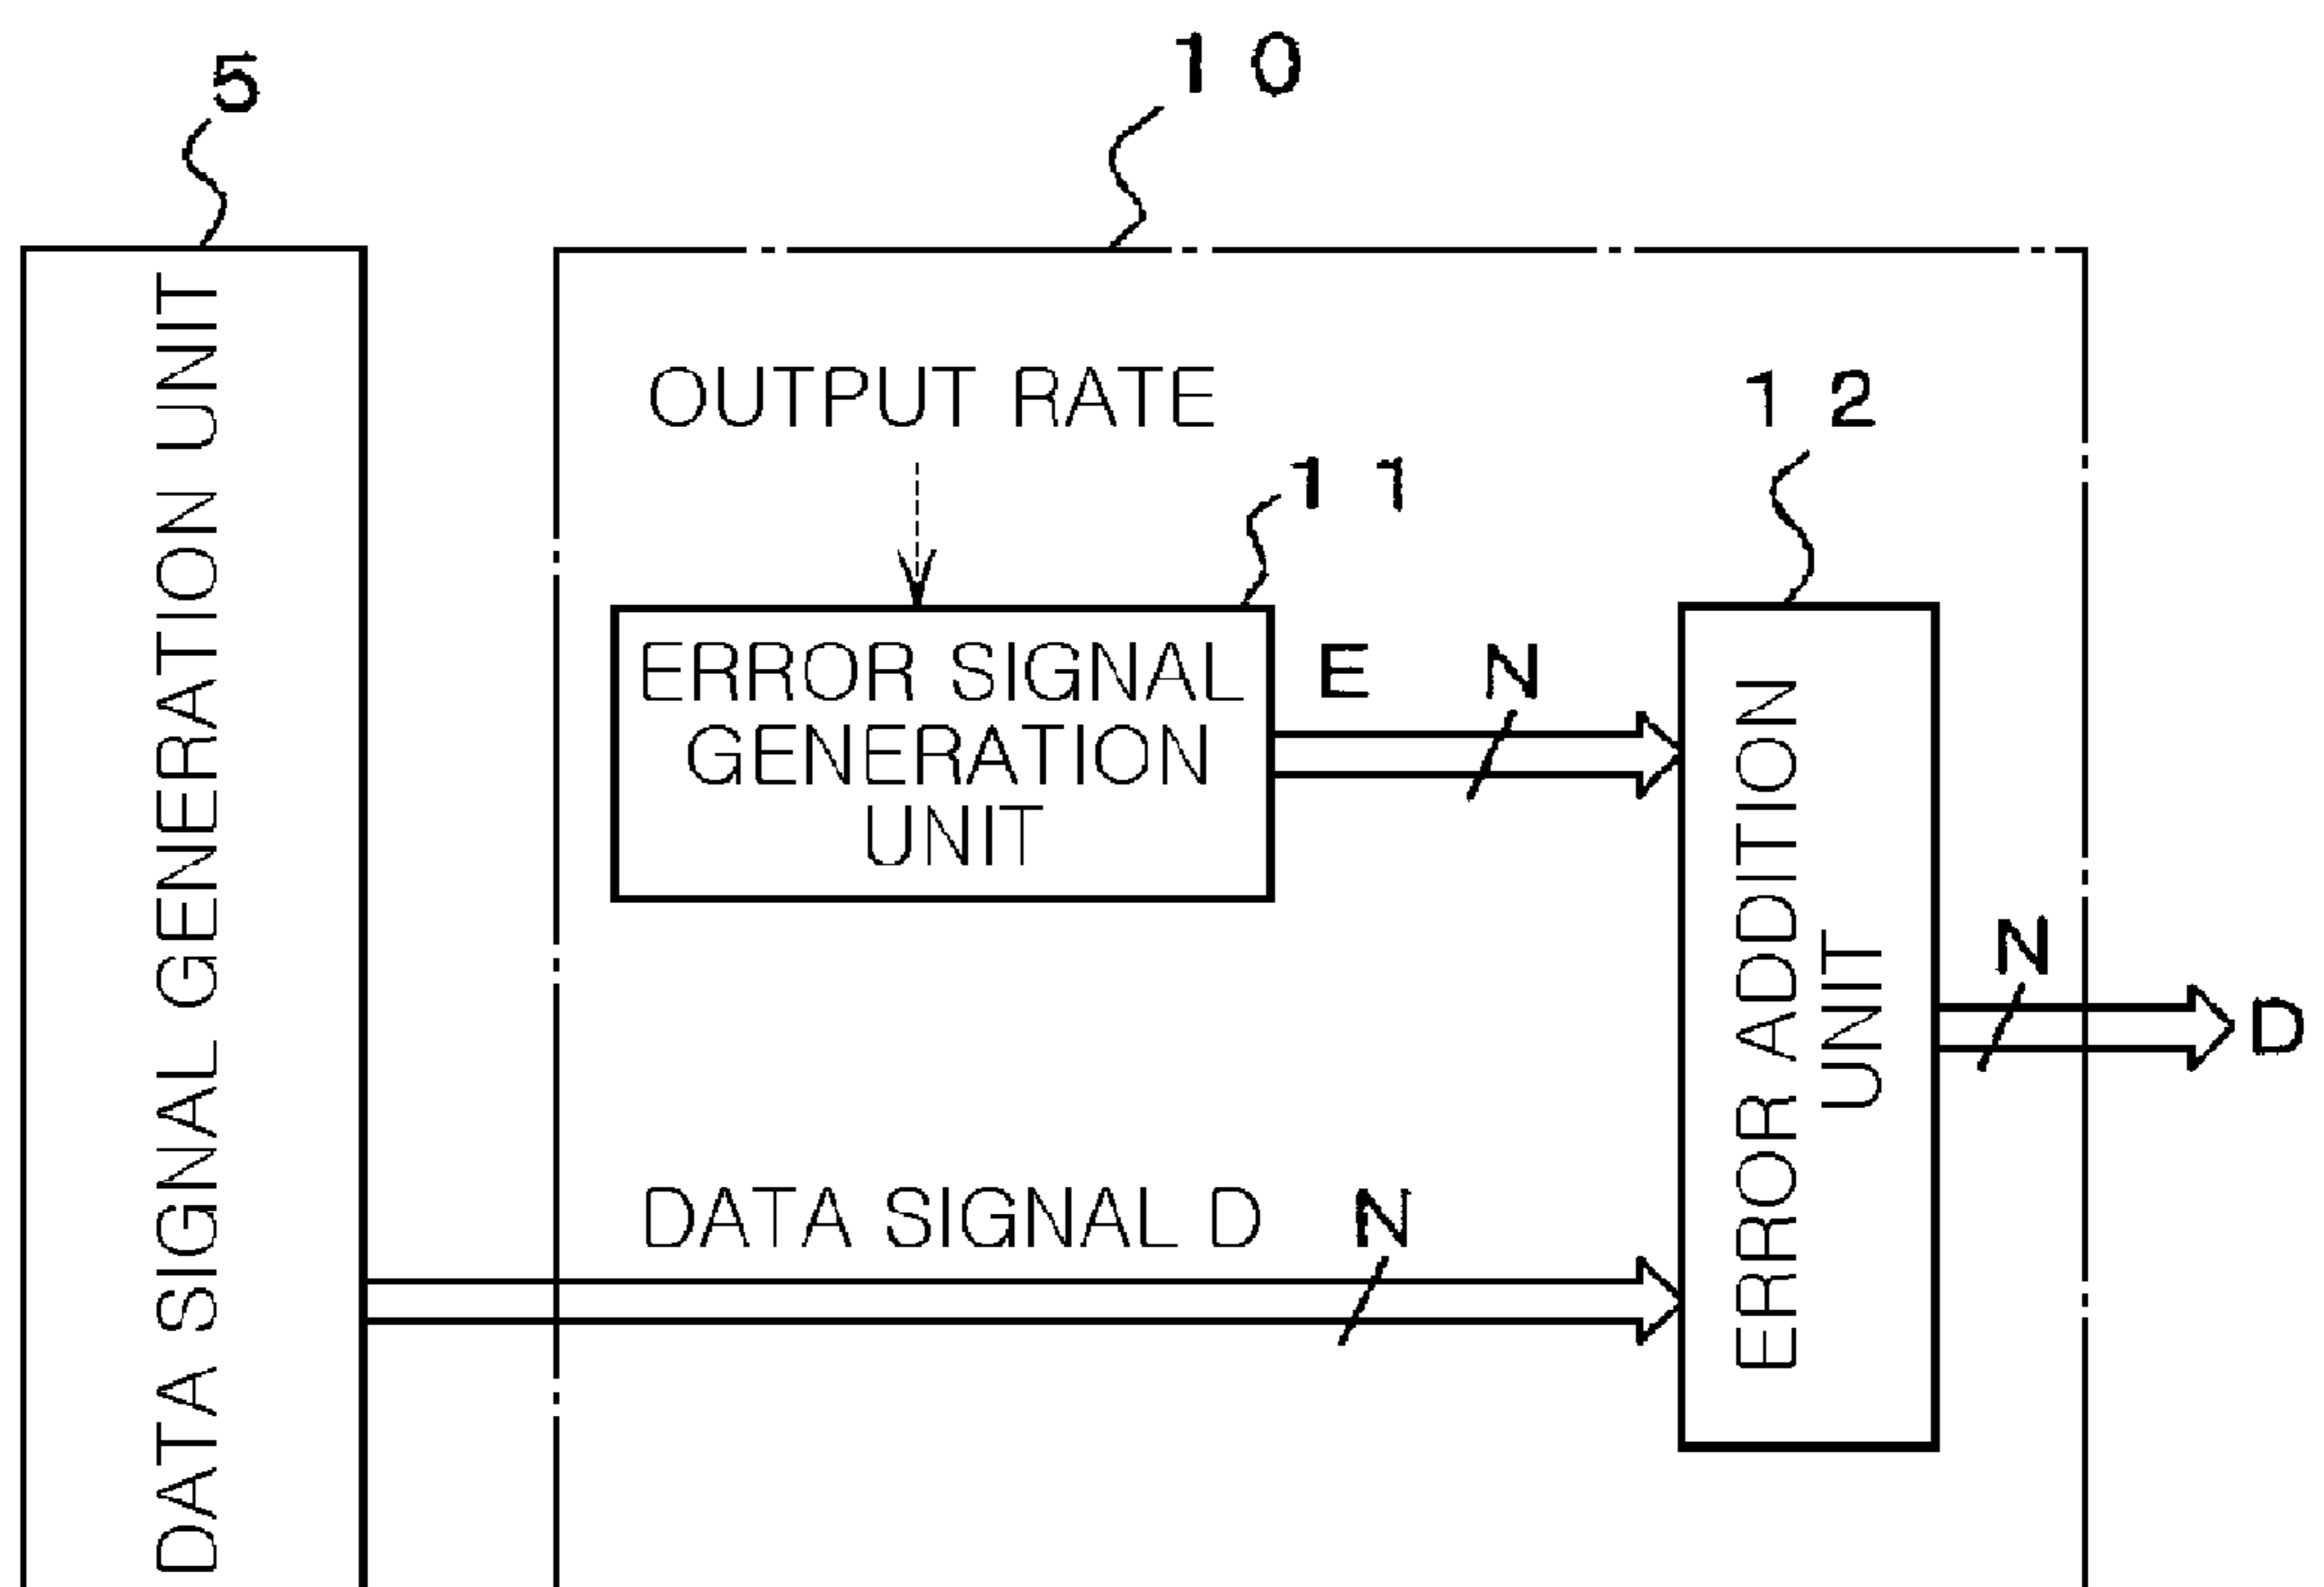 5
10
DATA SIGNAL GENERATION UNIT
OUTPUT RATE
11
12
ERROR SIGNAL
GENERATION
UNIT
E
N
ERROR ADDITION
UNIT
N
D
DATA SIGNAL D
N